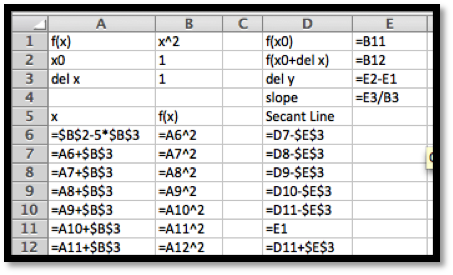 A B C D E
1 f(x) x^2 f(x0) =B11
2 x0 1 f(x0+del x) =B12
3 del x 1 del y =E2-E1
4 slope =E3/B3
5 x f(x) Secant Line
6 =$B$2-5*$B$3 =A6^2 =D7-$E$3
7 =A6+$B$3 =A7^2 =D8-$E$3
8 =A7+$B$3 =A8^2 =D9-$E$3
9 =A8+$B$3 =A9^2 =D10-$E$3
10 =A9+$B$3 =A10^2 =D11-$E$3
11 =A10+$B$3 =A11^2 =E1
12 =A11+$B$3 =A12^2 =D11+$E$3